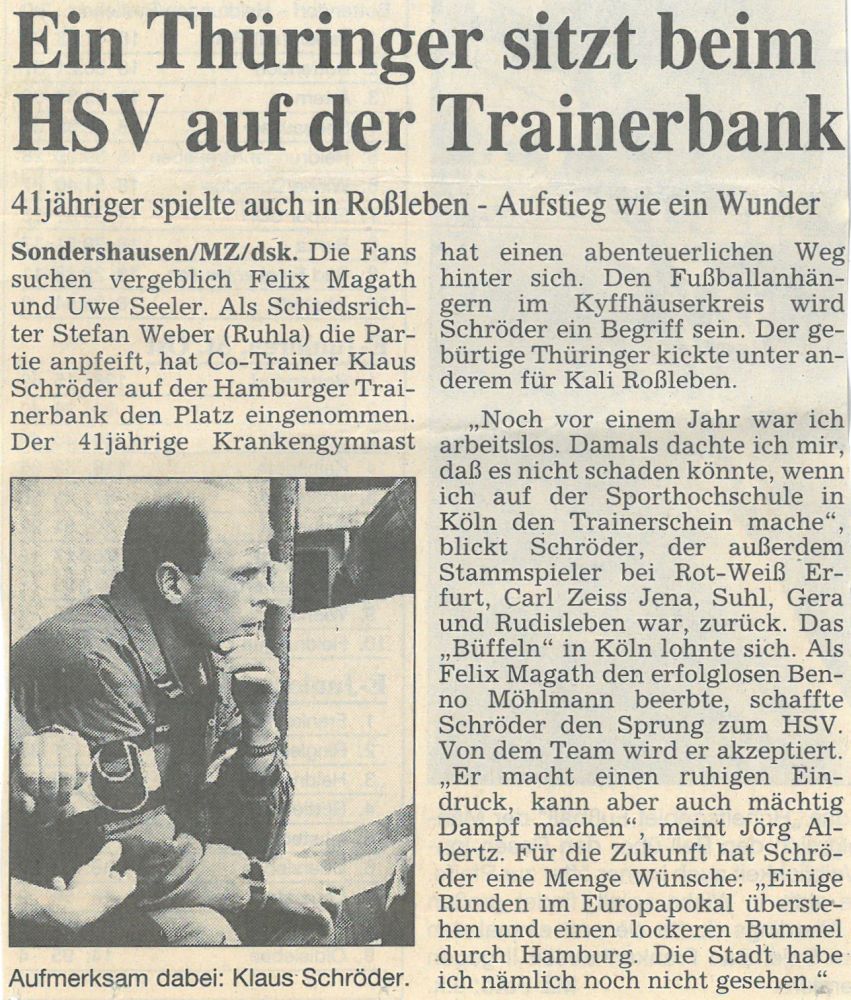 Ein Thüringer sitzt beim
HSV auf der Trainerbank
41jähriger spielte auch in Roßleben - Aufstieg wie ein Wunder
Sondershausen/MZ/dsk. Die Fans
suchen vergeblich Felix Magath
und Uwe Seeler. Als Schiedsrich-
ter Stefan Weber (Ruhla) die Par-
tie anpfeift, hat Co-Trainer Klaus
Schröder auf der Hamburger Trai-
nerbank den Platz eingenommen.
Der 41jährige Krankengymnast
Aufmerksam dabei: Klaus Schröder.
hat einen abenteuerlichen Weg
hinter sich. Den Fußballanhän-
gern im Kyffhäuserkreis wird
Schröder ein Begriff sein. Der ge-
bürtige Thüringer kickte unter an-
derem für Kali Roßleben.
„Noch vor einem Jahr war ich
arbeitslos. Damals dachte ich mir,
daß es nicht schaden könnte, wenn
ich auf der Sporthochschule in
Köln den Trainerschein mache“,
blickt Schröder, der außerdem
Stammspieler bei Rot-Weiß Er-
furt, Carl Zeiss Jena, Suhl, Gera
und Rudisleben war, zurück. Das
„Büffeln“ in Köln lohnte sich. Als
Felix Magath den erfolglosen Ben-
no Möhlmann beerbte, schaffte
Schröder den Sprung zum HSV.
Von dem Team wird er akzeptiert.
„Er macht einen ruhigen Ein-
druck, kann aber auch mächtig
Dampf machen“, meint Jörg Al-
bertz. Für die Zukunft hat Schrö-
der eine Menge Wünsche: „Einige
Runden im Europapokal überste-
hen und einen lockeren Bummel
durch Hamburg. Die Stadt habe
ich nämlich noch nicht gesehen.“